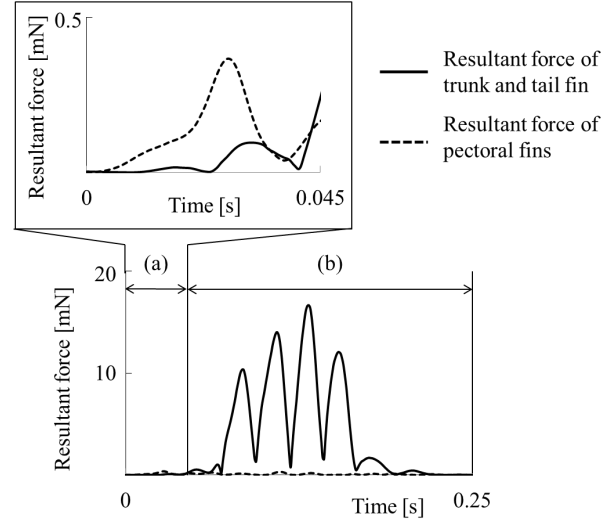 0.5
Resultant force [mN]
0
Time [s]
0.045
Resultant force of
trunk and tail fin
Resultant force of
pectoral fins
(a)
(b)
20
10
Resultant force [mN]
0
Time [s]
0.25